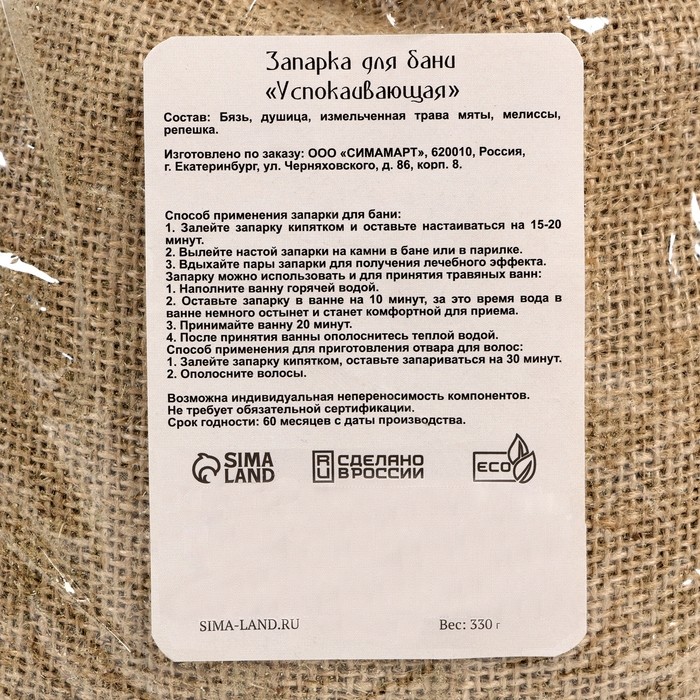 Запарка для бани
«Успокаивающая»
Состав: Бязь, душица, измельченная трава мяты, мелиссы,
репешка.
Изготовлено по заказу: ООО «СИМАМАРТ», 620010, Россия,
г. Екатеринбург, ул. Черняховского, д. 86, корп. 8.
Способ применения запарки для бани:
1. Залейте запарку кипятком и оставьте настаиваться на 15-20
минут.
2. Вылейте настой запарки на камни в бане или в парилке.
3. Вдыхайте пары запарки для получения лечебного эффекта.
Запарку можно использовать и для принятия травяных ванн:
1. Наполните ванну горячей водой.
2. Оставьте запарку в ванне на 10 минут, за это время вода в
ванне немного остынет и станет комфортной для приема.
3. Принимайте ванну 20 минут.
4. После принятия ванны ополоснитесь теплой водой.
Способ применения для приготовления отвара для волос:
1. Залейте запарку кипятком, оставьте запариваться на 30 минут.
2. Ополосните волосы.
Возможна индивидуальная непереносимость компонентов.
Не требует обязательной сертификации.
Срок годности: 60 месяцев с даты производства.
SIMA LAND
RU СДЕЛАНО В РОССИИ
ECO
SIMA-LAND.RU Вес: 330 г